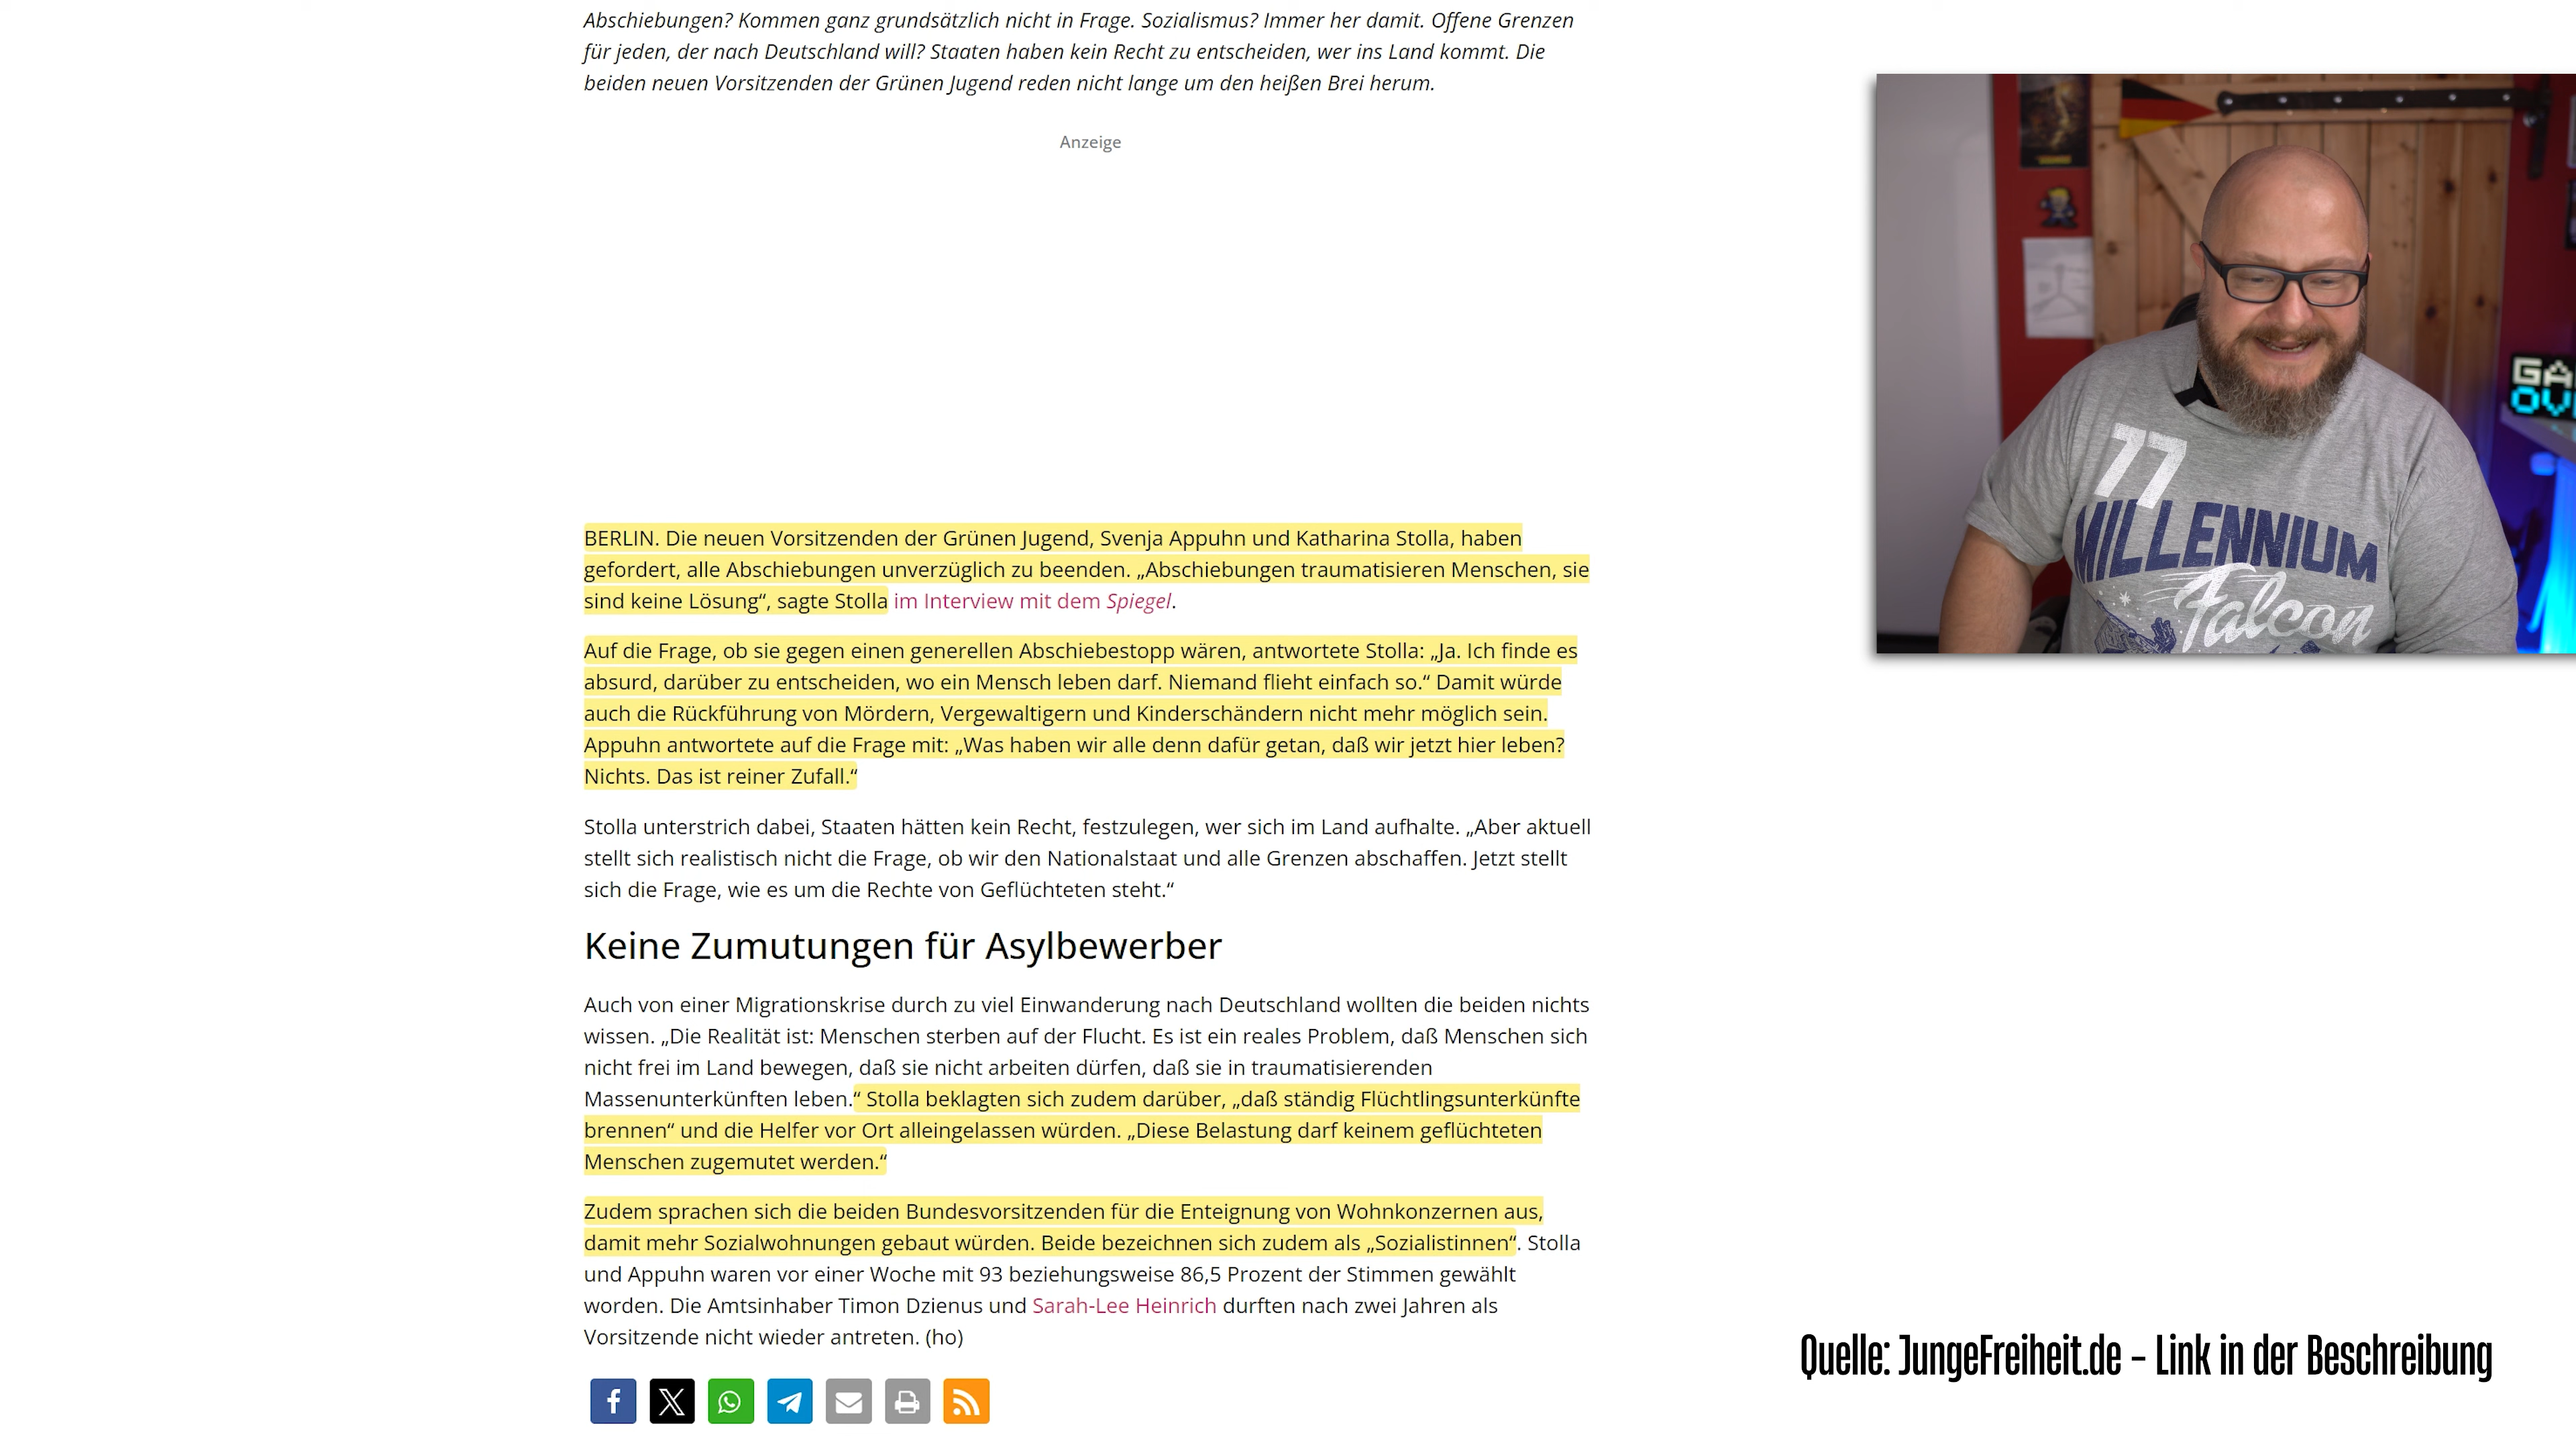 Abschiebungen? Kommen ganz grundsätzlich nicht in Frage. Sozialismus? Immer her damit. Offene Grenzen
für jeden, der nach Deutschland will? Staaten haben kein Recht zu entscheiden, wer ins Land kommt. Die
beiden neuen Vorsitzenden der Grünen Jugend reden nicht lange um den heißen Brei herum.
Anzeige
BERLIN. Die neuen Vorsitzenden der Grünen Jugend, Svenja Appuhn und Katharina Stolla, haben
gefordert, alle Abschiebungen unverzüglich zu beenden. „Abschiebungen traumatisieren Menschen, sie
sind keine Lösung“, sagte Stolla im Interview mit dem Spiegel.
Auf die Frage, ob sie gegen einen generellen Abschiebestopp wären, antwortete Stolla: „Ja. Ich finde es
absurd, darüber zu entscheiden, wo ein Mensch leben darf. Niemand flieht einfach so.“ Damit würde
auch die Rückführung von Mördern, Vergewaltigern und Kinderschändern nicht mehr möglich sein.
Appuhn antwortete auf die Frage mit: „Was haben wir alle denn dafür getan, daß wir jetzt hier leben?
Nichts. Das ist reiner Zufall.“
Stolla unterstrich dabei, Staaten hätten kein Recht, festzulegen, wer sich im Land aufhalte. „Aber aktuell
stellt sich realistisch nicht die Frage, ob wir den Nationalstaat und alle Grenzen abschaffen. Jetzt stellt
sich die Frage, wie es um die Rechte von Geflüchteten steht.“
Keine Zumutungen für Asylbewerber
Auch von einer Migrationskrise durch zu viel Einwanderung nach Deutschland wollten die beiden nichts
wissen. „Die Realität ist: Menschen sterben auf der Flucht. Es ist ein reales Problem, daß Menschen sich
nicht frei im Land bewegen, daß sie nicht arbeiten dürfen, daß sie in traumatisierenden
Massenunterkünften leben.“ Stolla beklagten sich zudem darüber, „daß ständig Flüchtlingsunterkünfte
brennen“ und die Helfer vor Ort alleingelassen würden. „Diese Belastung darf keinem geflüchteten
Menschen zugemutet werden.“
Zudem sprachen sich die beiden Bundesvorsitzenden für die Enteignung von Wohnkonzernen aus,
damit mehr Sozialwohnungen gebaut würden. Beide bezeichnen sich zudem als „Sozialistinnen“. Stolla
und Appuhn waren vor einer Woche mit 93 beziehungsweise 86,5 Prozent der Stimmen gewählt
worden. Die Amtsinhaber Timon Dzienus und Sarah-Lee Heinrich durften nach zwei Jahren als
Vorsitzende nicht wieder antreten. (ho)
GA
OV
77
MILLENNIUM
Falcon
Quelle: JungeFreiheit.de – Link in der Beschreibung